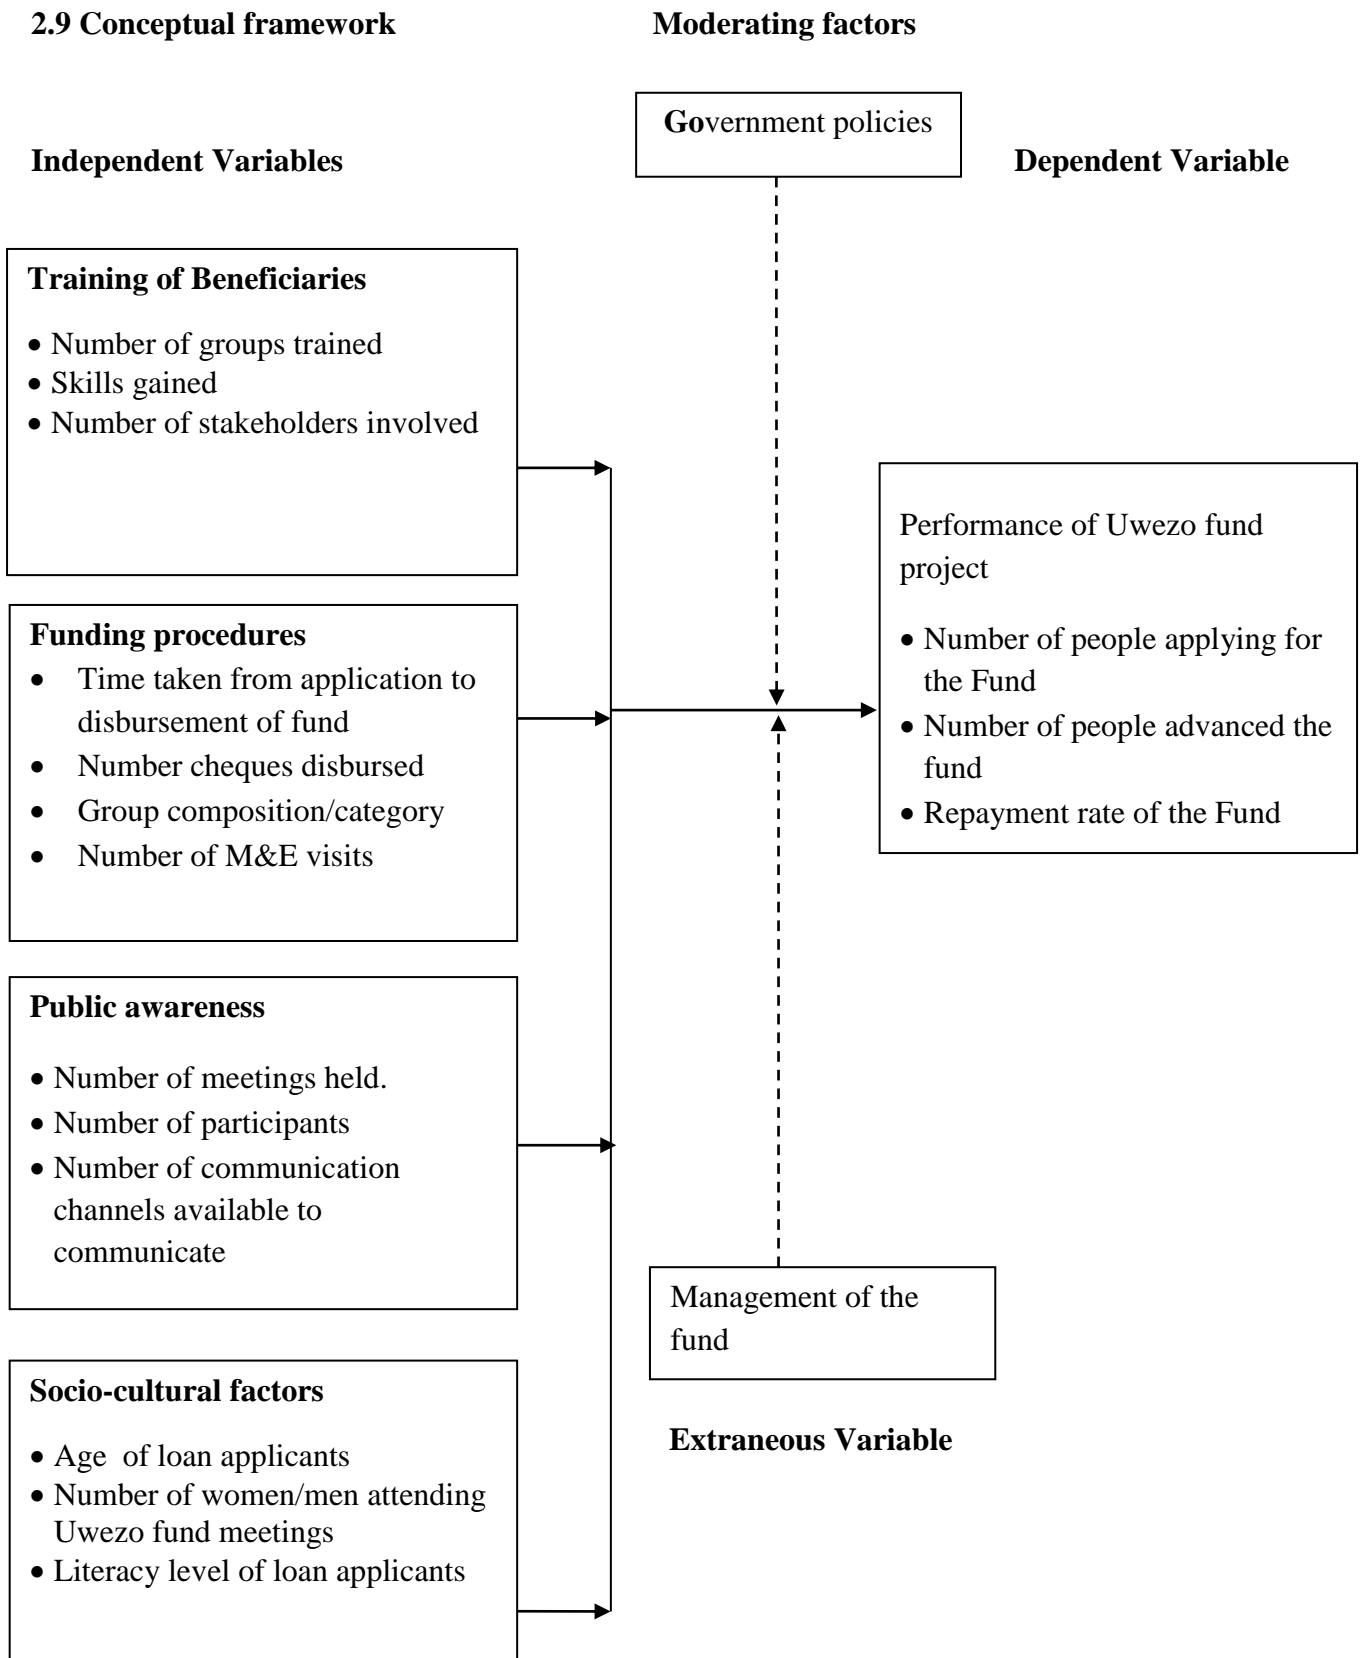 2.9 Conceptual framework
Moderating factors
Government policies
Independent Variables
Dependent Variable
Training of Beneficiaries
• Number of groups trained
• Skills gained
• Number of stakeholders involved
Funding procedures
• Time taken from application to
disbursement of fund
• Number cheques disbursed
• Group composition/category
• Number of M&E visits
Performance of Uwezo fund
project
• Number of people applying for
the Fund
• Number of people advanced the
fund
• Repayment rate of the Fund
Public awareness
• Number of meetings held.
• Number of participants
• Number of communication
channels available to
communicate
Management of the
fund
Extraneous Variable
Socio-cultural factors
• Age of loan applicants
• Number of women/men attending
Uwezo fund meetings
• Literacy level of loan applicants